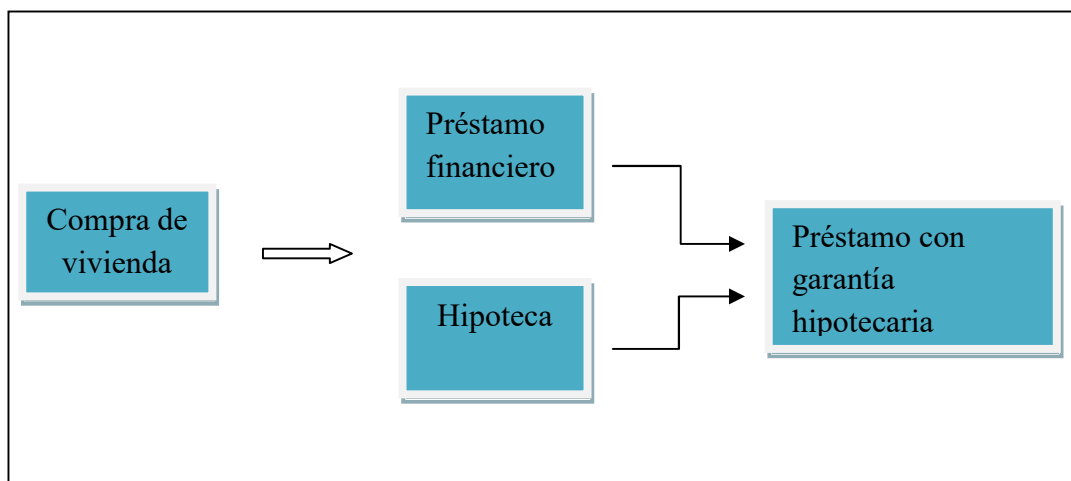 Compra de
vivienda
Préstamo
financiero
Hipoteca
Préstamo con
garantía
hipotecaria